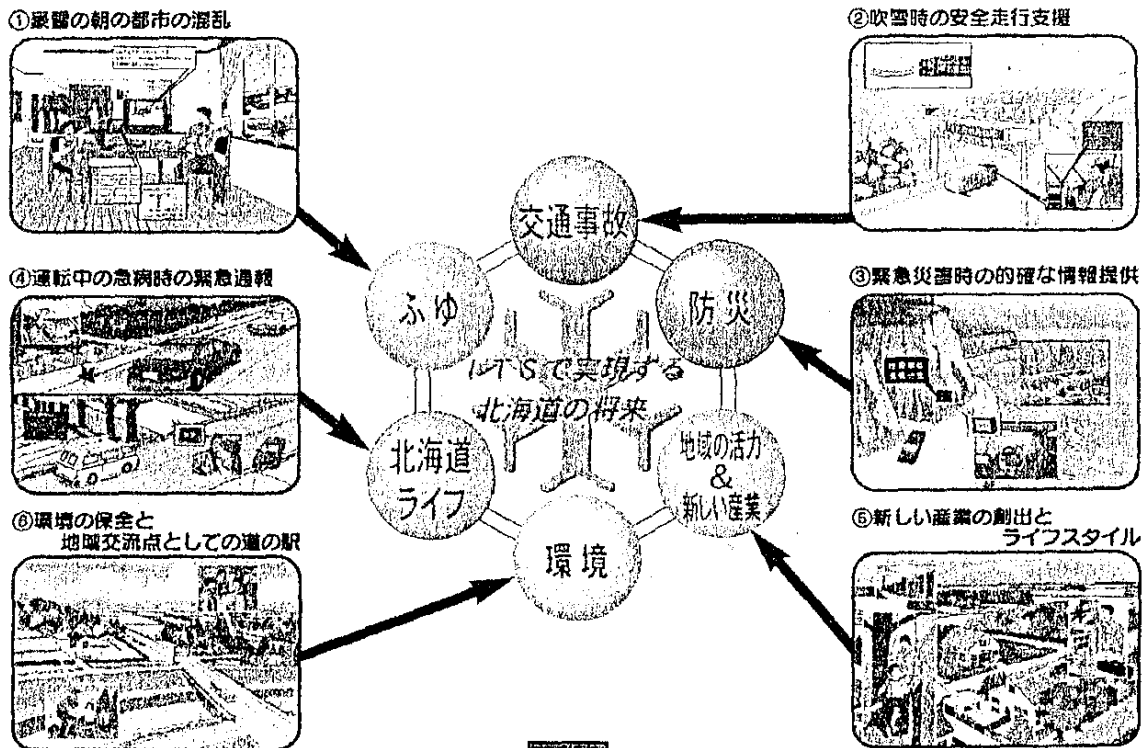 ①豪雪の朝の都市の混乱
②吹雪時の安全走行支援
交通事故
④運転中の急病時の緊急通報
③緊急災害時の的確な情報提供
ふゆ
防災
ITSで実現する
北海道の将来
北海道
ライフ
地域の活力
&
新しい産業
⑥環境の保全と
地域交流点としての道の駅
環境
⑤新しい産業の創出と
ライフスタイル